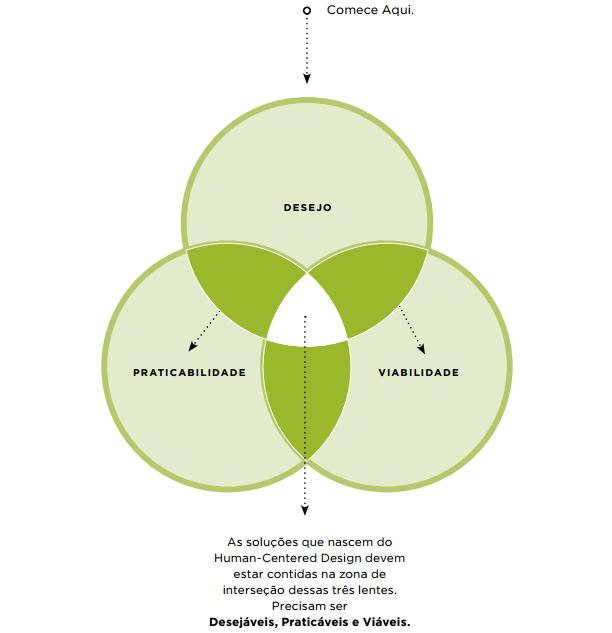 Comece Aqui.
DESEJO
PRATICABILIDADE
VIABILIDADE
As soluções que nascem do
Human-Centered Design devem
estar contidas na zona de
interseção dessas três lentes.
Precisam ser
Desejáveis, Praticáveis e Viáveis.